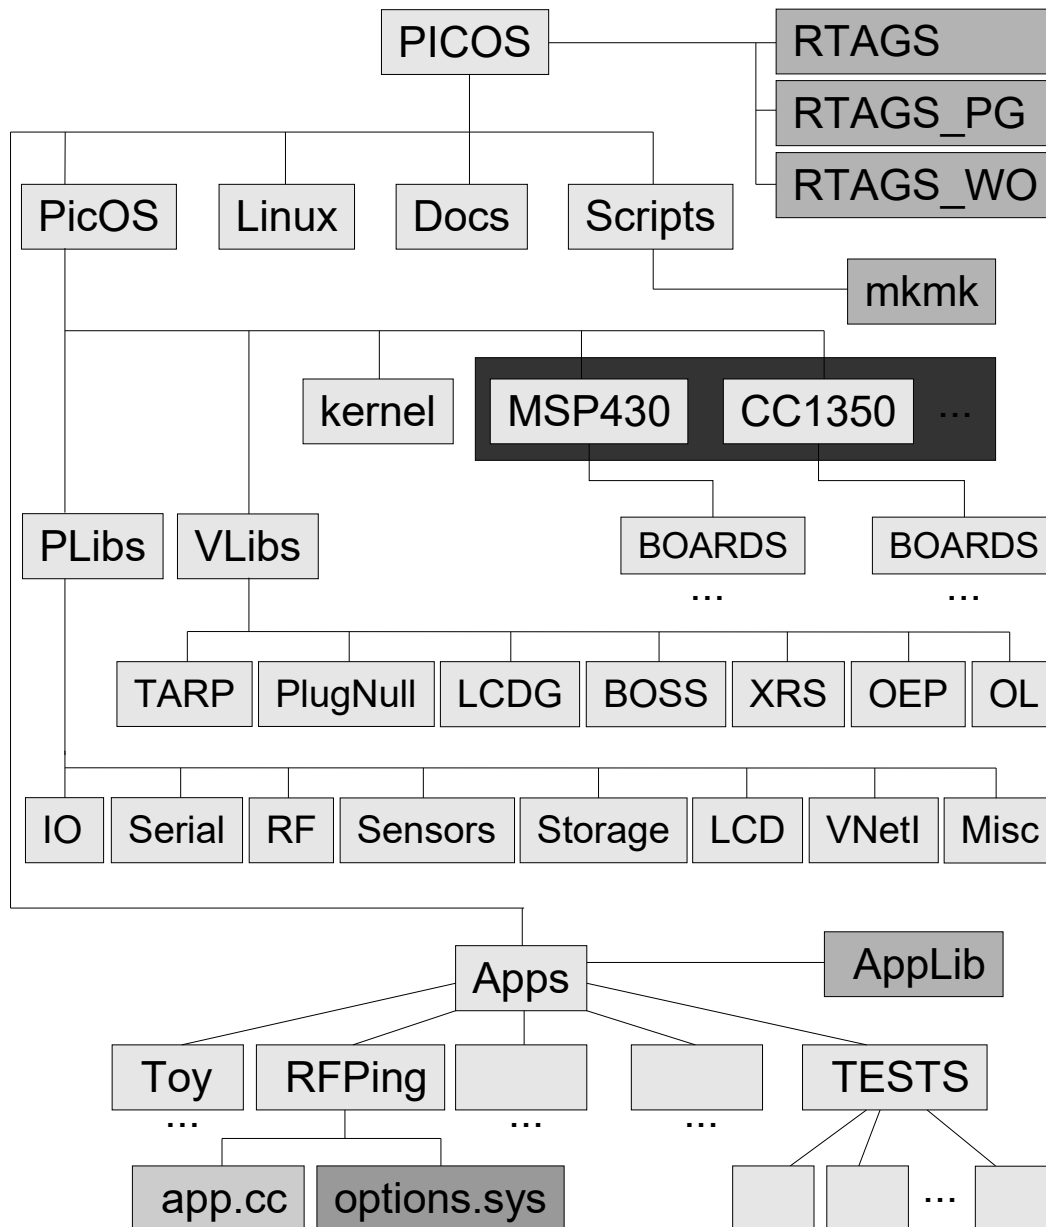 PICOS
RTAGS
RTAGS_PG
RTAGS_WO
PicOS
Linux
Docs
Scripts
mkmk
kernel
MSP430
CC1350
...
PLibs
VLibs
BOARDS
BOARDS
...
...
TARP
PlugNull
LCDG
BOSS
XRS
OEP
OL
IO
Serial
RF
Sensors
Storage
LCD
VNetI
Misc
Apps
AppLib
Toy
RFPing
TESTS
...
...
...
app.cc
options.sys
...